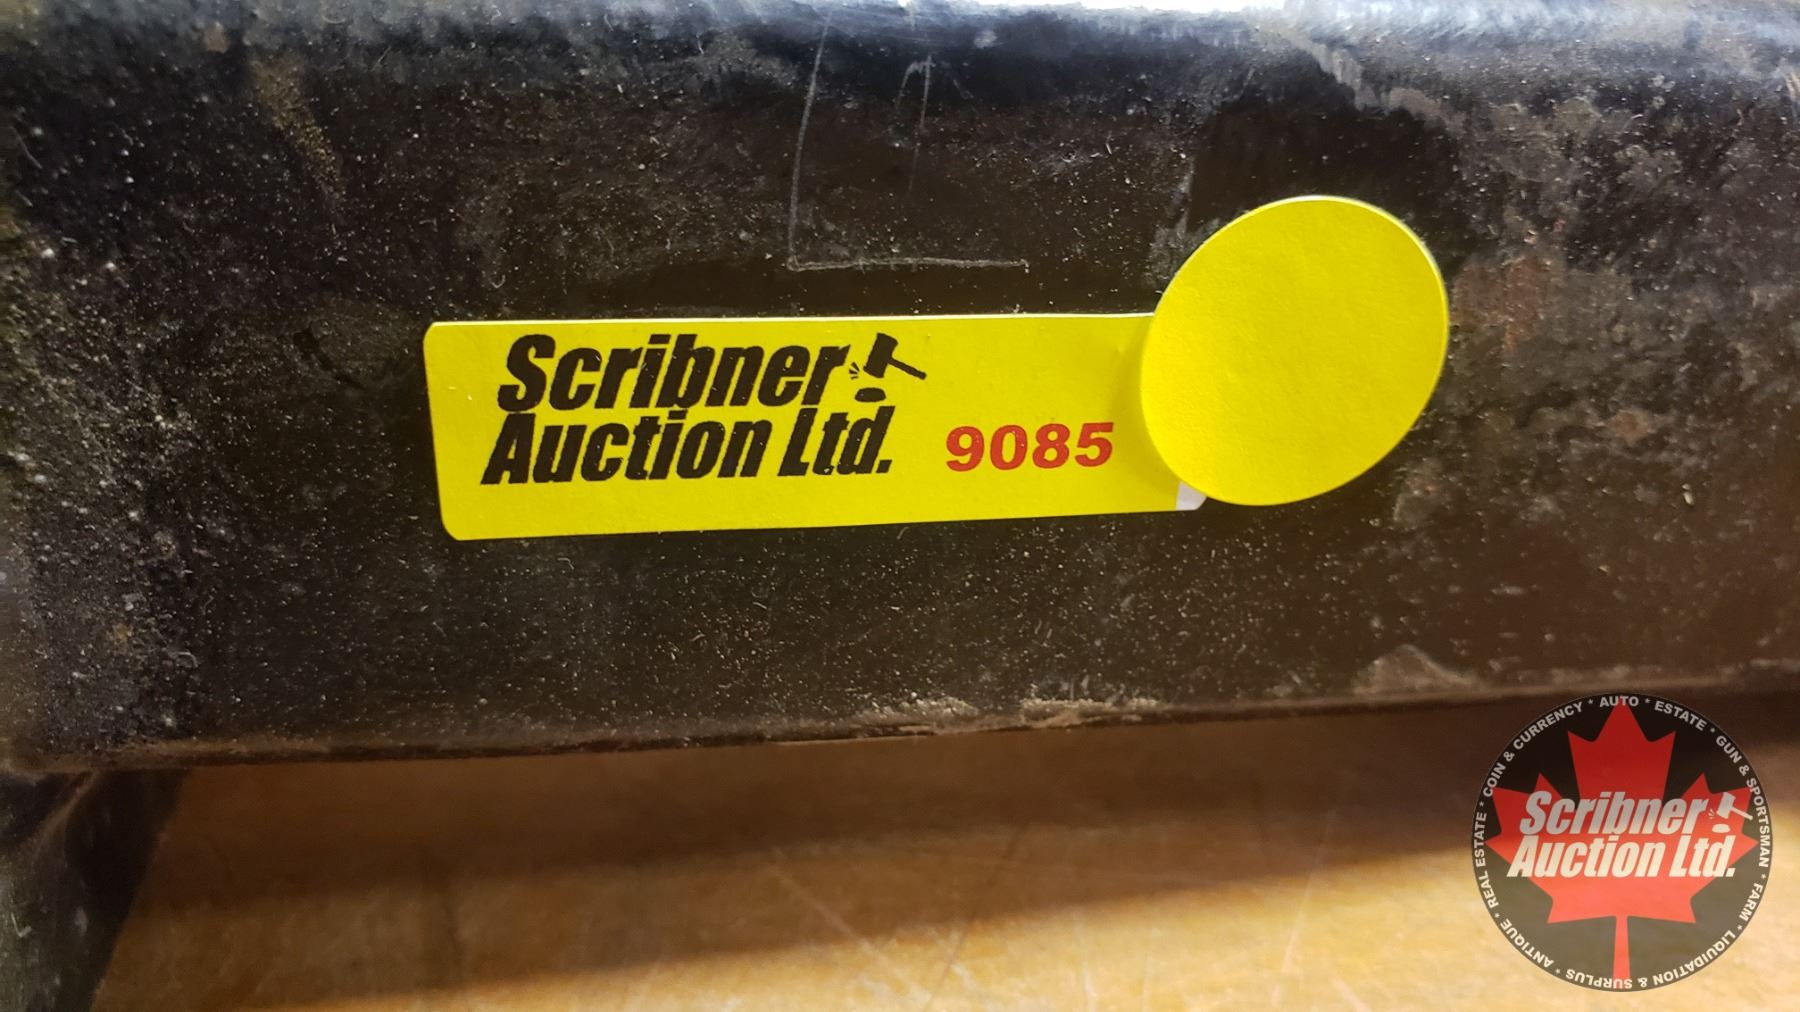 Scribner
Auction Ltd.
9085
COIN & CURRENCY * AUTO * ESTATE * GUN & SPORTSMAN * FARM * LIQUIDATION & SURPLUS * ANTIQUE * REAL ESTATE *
Scribner
Auction Ltd.